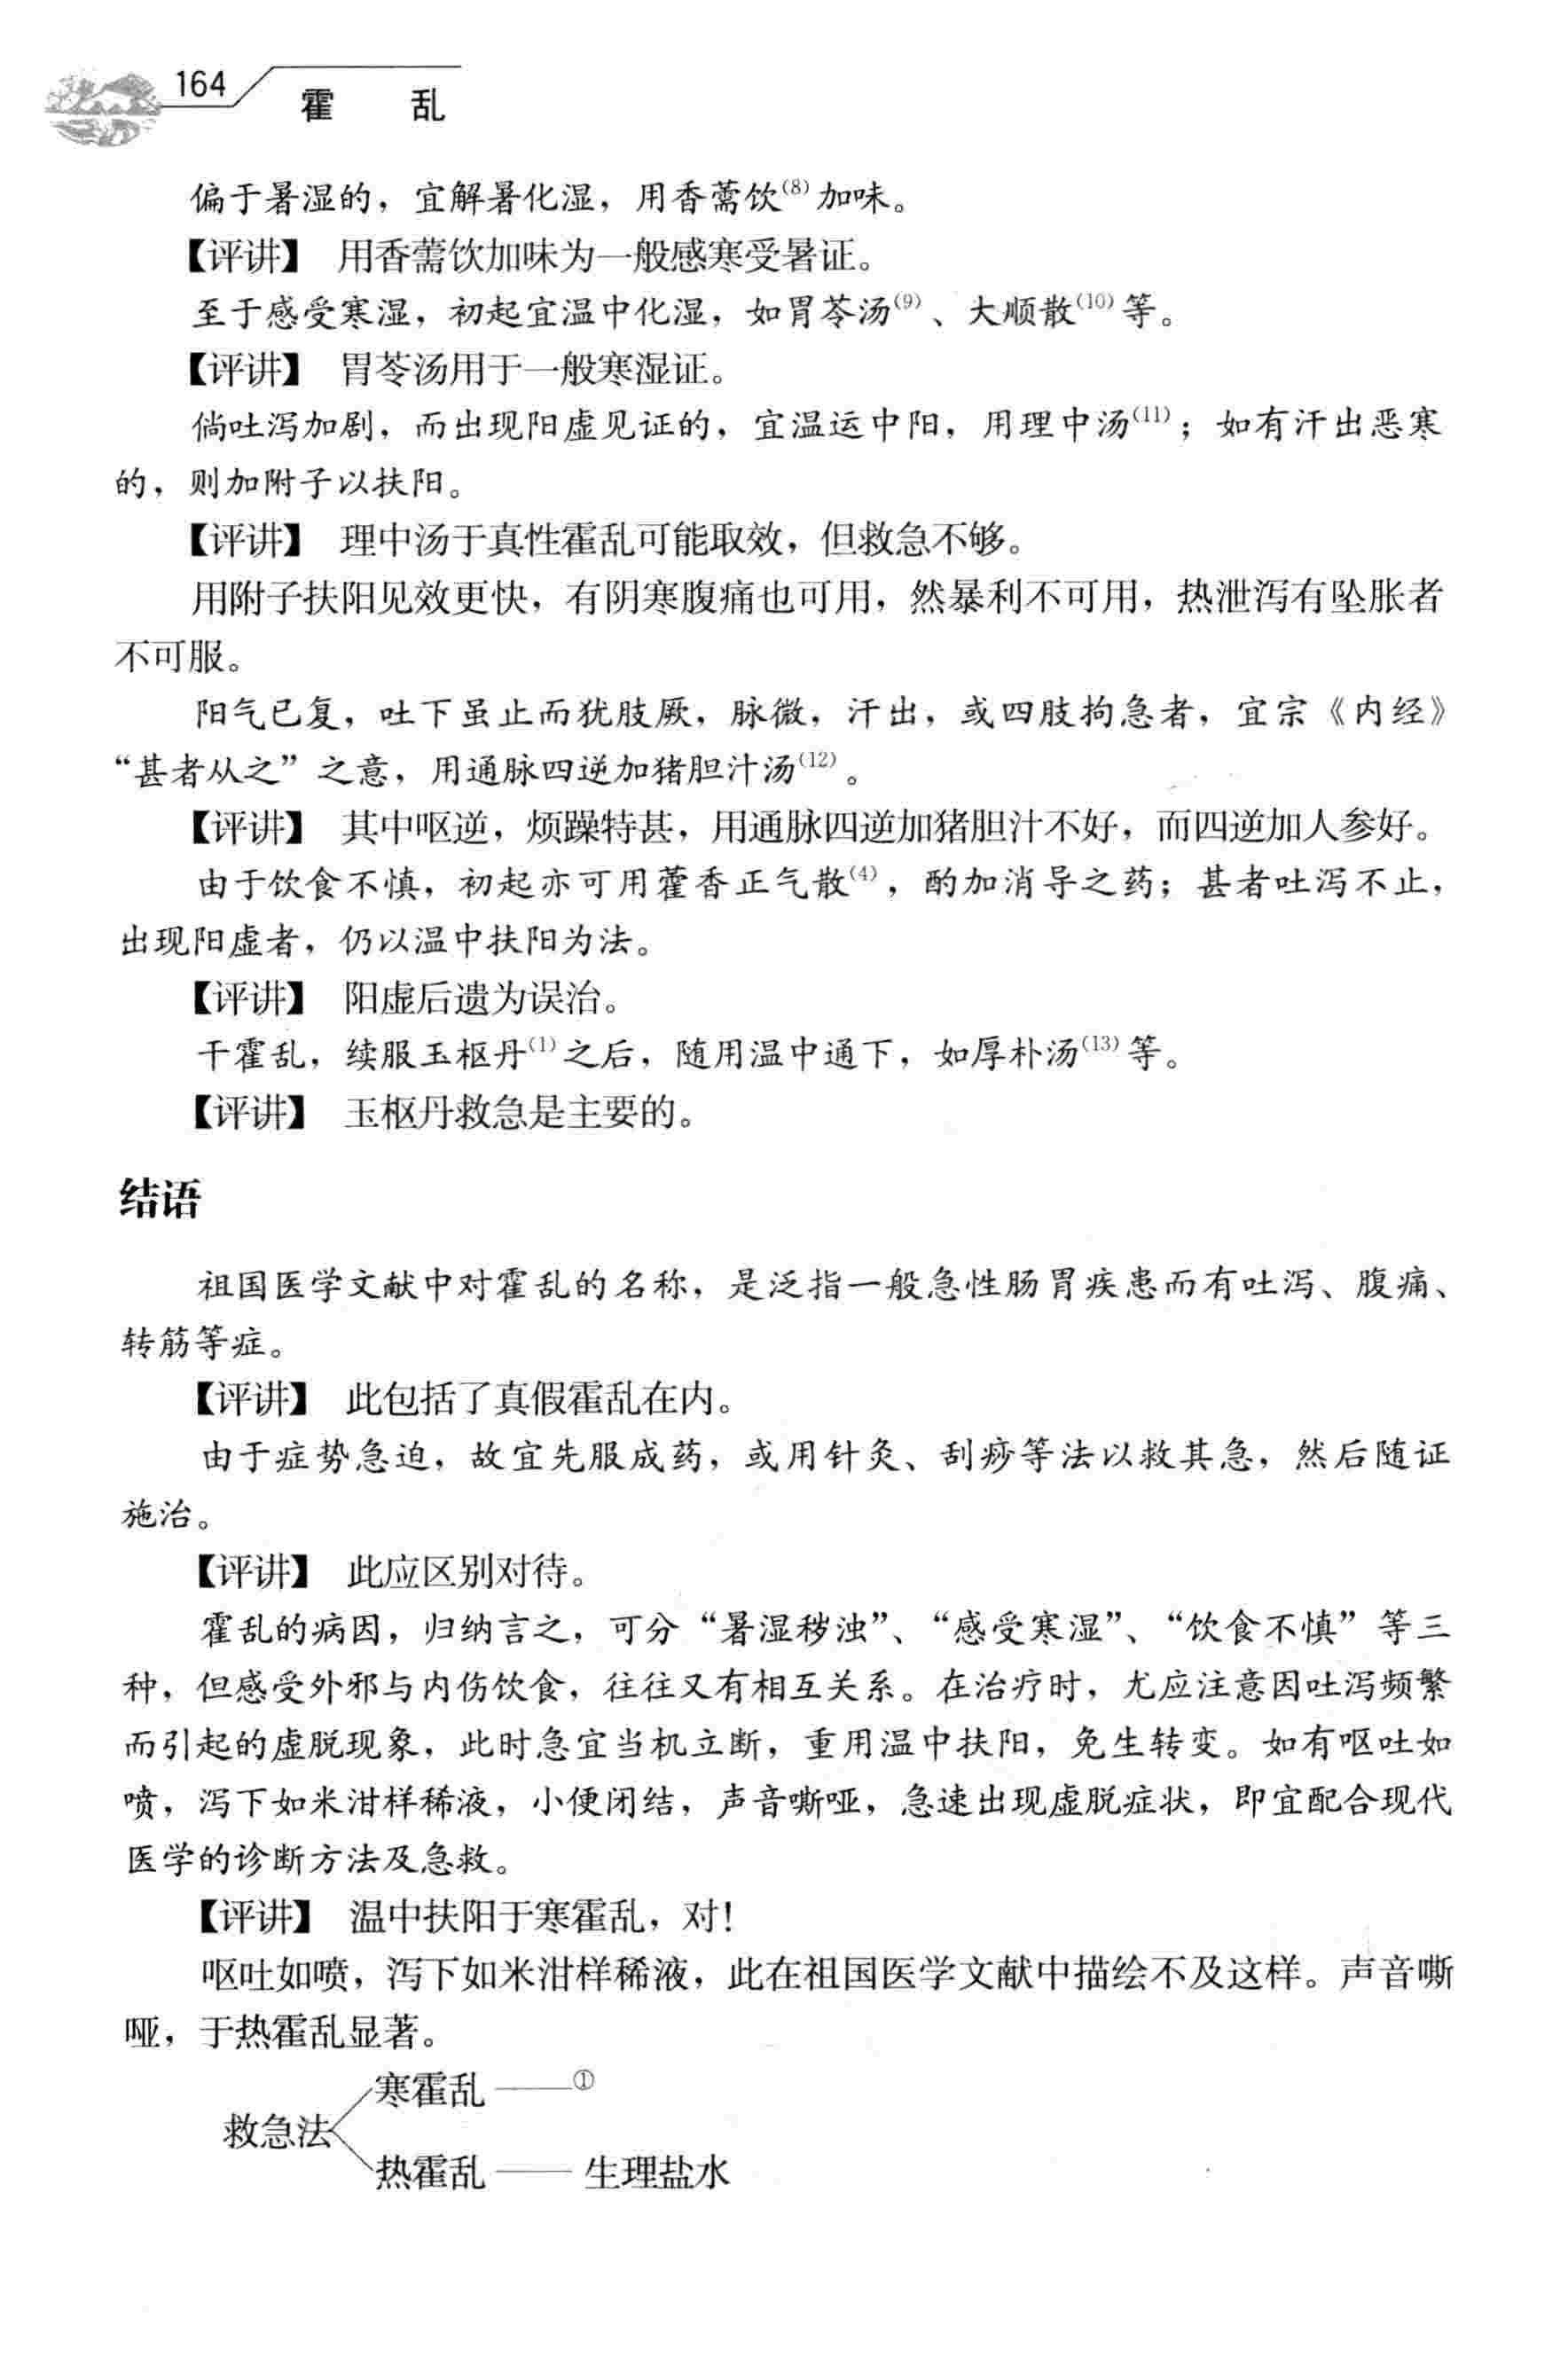 164
霍 乱
偏于暑湿的，宜解暑化湿，用香薷饮⁽⁸⁾加味。
【评讲】 用香薷饮加味为一般感寒受暑证。
至于感受寒湿，初起宜温中化湿，如胃苓汤⁽⁹⁾、大顺散⁽¹⁰⁾等。
【评讲】 胃苓汤用于一般寒湿证。
倘吐泻加剧，而出现阳虚见证的，宜温运中阳，用理中汤⁽¹¹⁾；如有汗出恶寒
的，则加附子以扶阳。
【评讲】 理中汤于真性霍乱可能取效，但救急不够。
用附子扶阳见效更快，有阴寒腹痛也可用，然暴利不可用，热泄泻有坠胀者
不可服。
阳气已复，吐下虽止而犹肢厥，脉微，汗出，或四肢拘急者，宜宗《内经》
“甚者从之”之意，用通脉四逆加猪胆汁汤⁽¹²⁾。
【评讲】 其中呕逆，烦躁特甚，用通脉四逆加猪胆汁不好，而四逆加人参好。
由于饮食不慎，初起亦可用藿香正气散⁽⁴⁾，酌加消导之药；甚者吐泻不止，
出现阳虚者，仍以温中扶阳为法。
【评讲】 阳虚后遗为误治。
干霍乱，续服玉枢丹⁽¹⁾之后，随用温中通下，如厚朴汤⁽¹³⁾等。
【评讲】 玉枢丹救急是主要的。
结语
祖国医学文献中对霍乱的名称，是泛指一般急性肠胃疾患而有吐泻、腹痛、
转筋等症。
【评讲】 此包括了真假霍乱在内。
由于症势急迫，故宜先服成药，或用针灸、刮痧等法以救其急，然后随证
施治。
【评讲】 此应区别对待。
霍乱的病因，归纳言之，可分“暑湿秽浊”、“感受寒湿”、“饮食不慎”等三
种，但感受外邪与内伤饮食，往往又有相互关系。在治疗时，尤应注意因吐泻频繁
而引起的虚脱现象，此时急宜当机立断，重用温中扶阳，免生转变。如有呕吐如
喷，泻下如米泔样稀液，小便闭结，声音嘶哑，急速出现虚脱症状，即宜配合现代
医学的诊断方法及急救。
【评讲】 温中扶阳于寒霍乱，对！
呕吐如喷，泻下如米泔样稀液，此在祖国医学文献中描绘不及这样。声音嘶
哑，于热霍乱显著。
寒霍乱——①
救急法
热霍乱——生理盐水